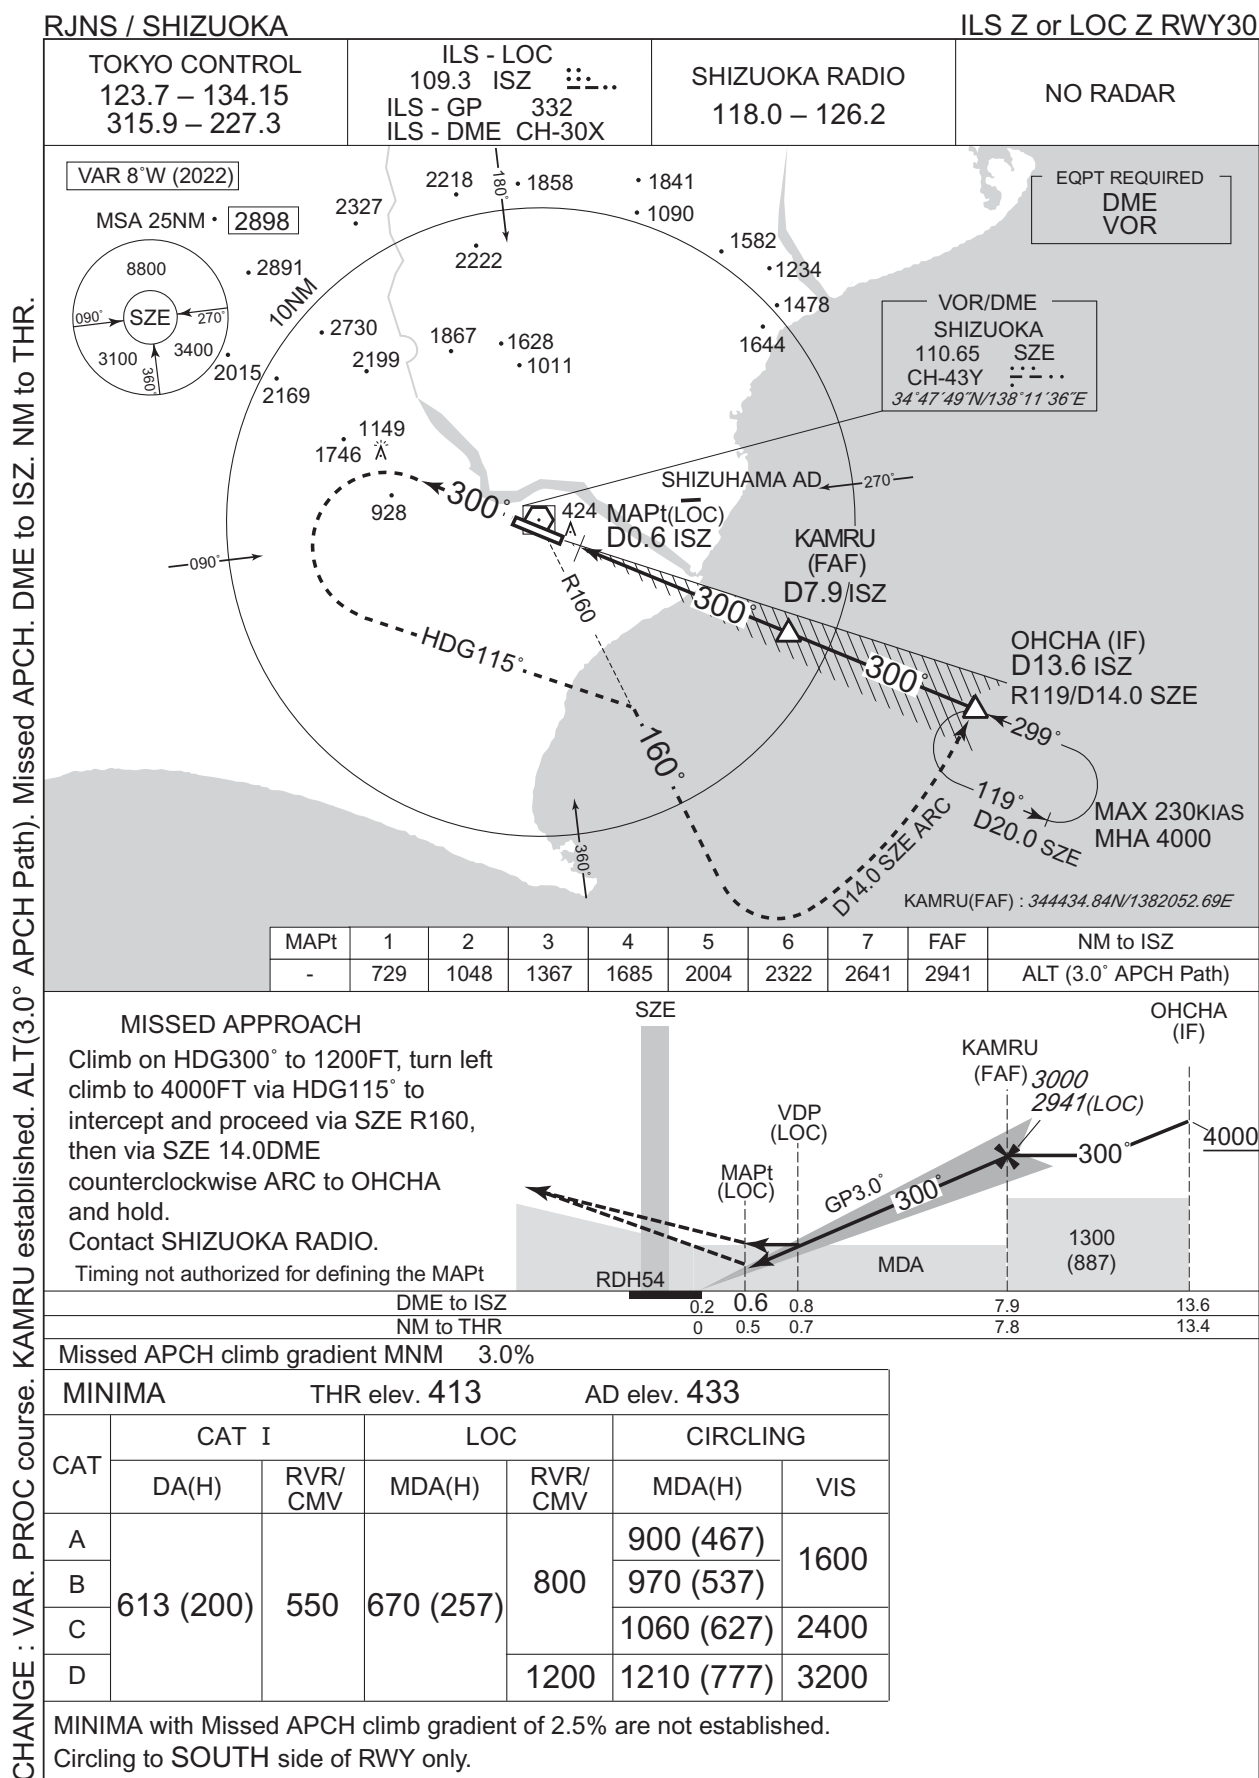 RJNS / SHIZUOKA
ILS Z or LOC Z RWY30
TOKYO CONTROL
123.7 – 134.15
315.9 – 227.3
ILS - LOC
109.3 ISZ
ILS - GP 332
ILS - DME CH-30X
SHIZUOKA RADIO
118.0 – 126.2
NO RADAR
VAR 8°W (2022)
MSA 25NM
2898
8800
090°
SZE
270°
3100
3400
360°
EQPT REQUIRED
DME
VOR
VOR/DME
SHIZUOKA
110.65 SZE
CH-43Y
34°47´49˝N/138°11´36˝E
2218
180°
1858
1841
2327
1090
2222
1582
1234
2891
10NM
1478
2730
1867
1628
1644
2199
1011
2015
2169
1149
1746
928
300°
424
SHIZUHAMA AD
270°
MAPt(LOC)
D0.6 ISZ
KAMRU
(FAF)
D7.9 ISZ
090°
R160
300°
HDG115°
300°
OHCHA (IF)
D13.6 ISZ
R119/D14.0 SZE
299°
160°
119°
D20.0 SZE
MAX 230KIAS
MHA 4000
360°
D14.0 SZE ARC
KAMRU(FAF) : 344434.84N/1382052.69E
MAPt 1 2 3 4 5 6 7 FAF NM to ISZ
- 729 1048 1367 1685 2004 2322 2641 2941 ALT (3.0° APCH Path)
MISSED APPROACH
Climb on HDG300° to 1200FT, turn left
climb to 4000FT via HDG115° to
intercept and proceed via SZE R160,
then via SZE 14.0DME
counterclockwise ARC to OHCHA
and hold.
Contact SHIZUOKA RADIO.
Timing not authorized for defining the MAPt
SZE
OHCHA
(IF)
KAMRU
(FAF)
3000
2941(LOC)
VDP
(LOC)
MAPt
(LOC)
4000
300°
GP3.0°
300°
1300
(887)
MDA
RDH54
DME to ISZ 0.2 0.6 0.8 7.9 13.6
NM to THR 0 0.5 0.7 7.8 13.4
Missed APCH climb gradient MNM 3.0%
MINIMA THR elev. 413 AD elev. 433
CAT
CAT I LOC CIRCLING
DA(H) RVR/CMV MDA(H) RVR/CMV MDA(H) VIS
A 900 (467) 1600
B 970 (537)
613 (200) 550 670 (257) 800
C 1060 (627) 2400
D 1200 1210 (777) 3200
MINIMA with Missed APCH climb gradient of 2.5% are not established.
Circling to SOUTH side of RWY only.
CHANGE : VAR. PROC course. KAMRU established. ALT(3.0° APCH Path). Missed APCH. DME to ISZ. NM to THR.